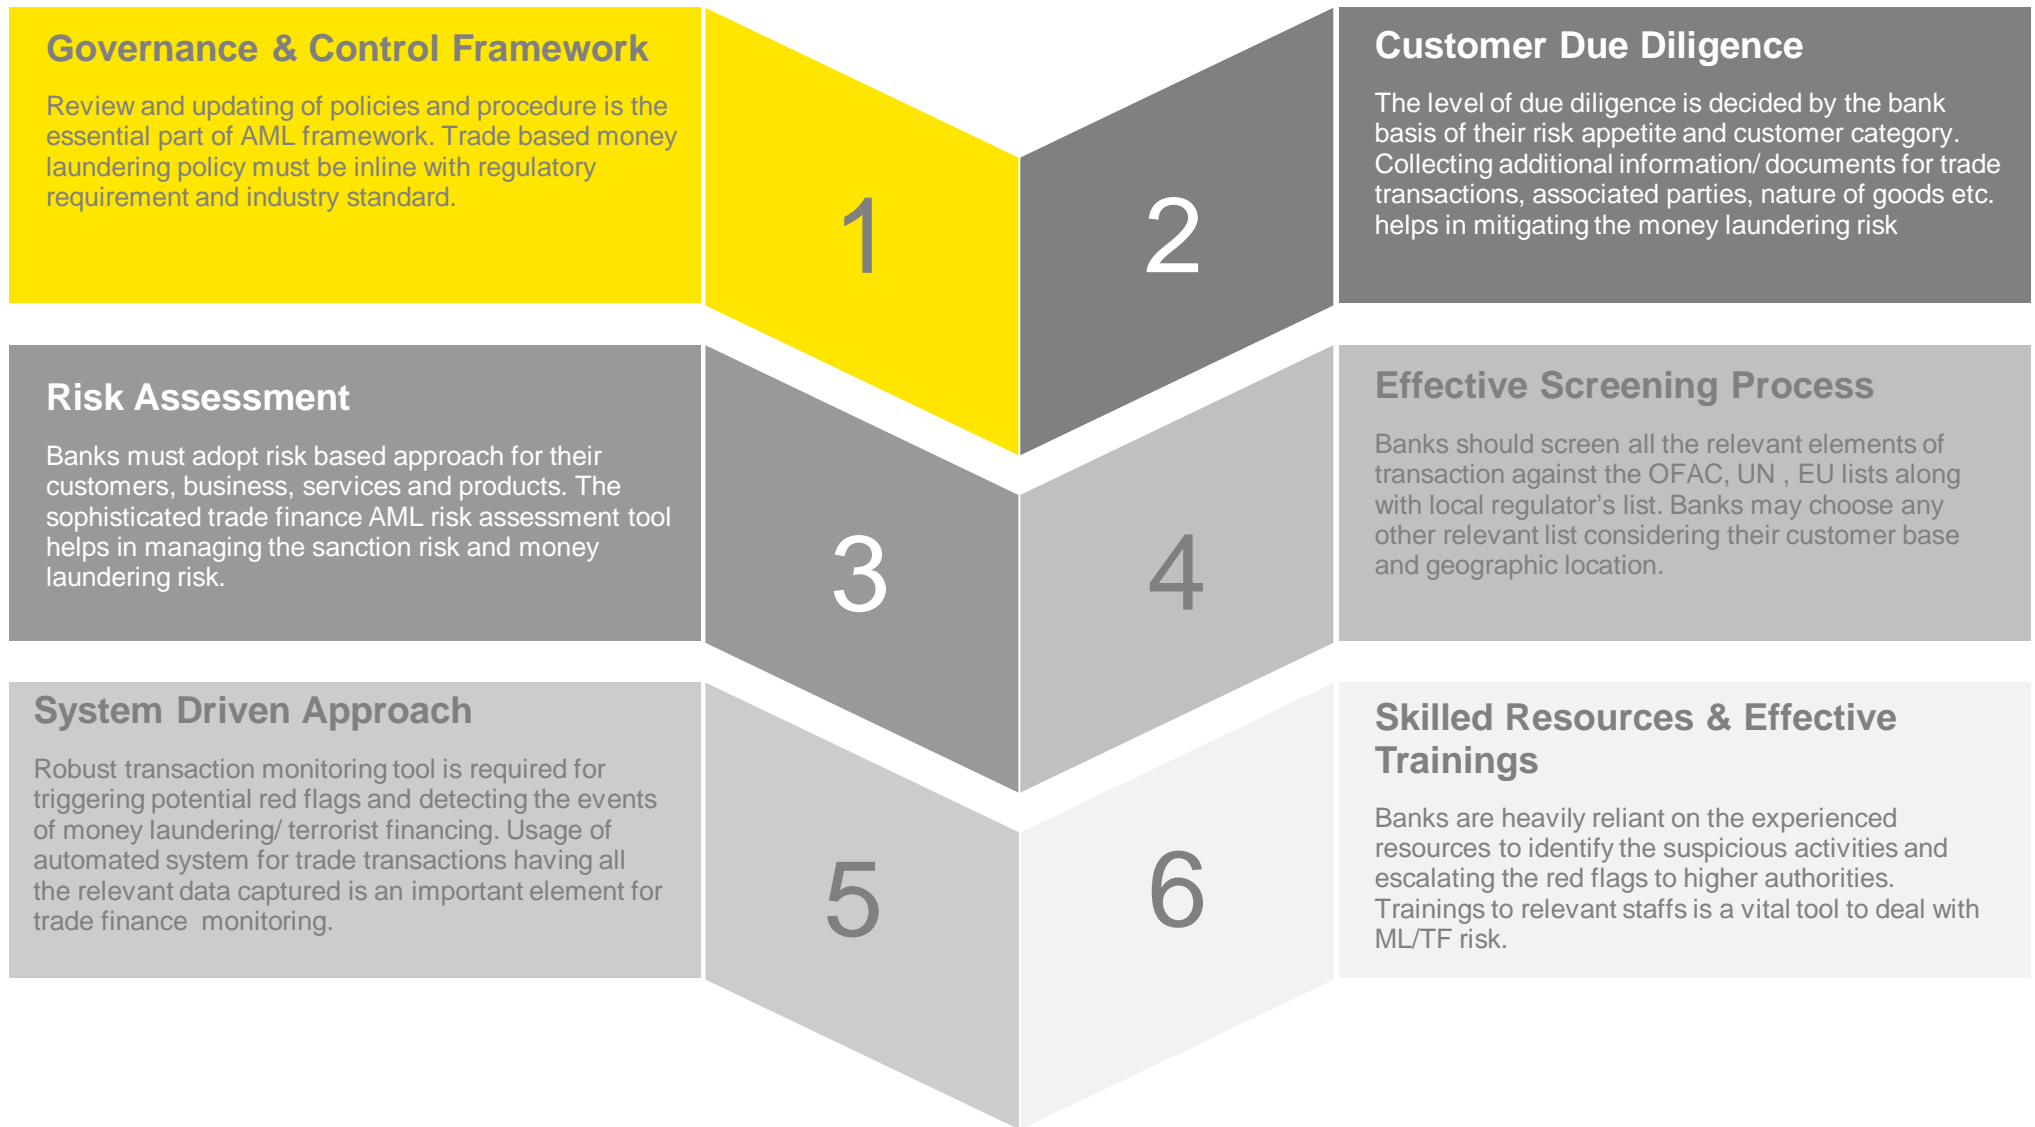 Governance & Control Framework
Review and updating of policies and procedure is the
essential part of AML framework. Trade based money
laundering policy must be inline with regulatory
requirement and industry standard.
1
2
Customer Due Diligence
The level of due diligence is decided by the bank
basis of their risk appetite and customer category.
Collecting additional information/ documents for trade
transactions, associated parties, nature of goods etc.
helps in mitigating the money laundering risk
Risk Assessment
Banks must adopt risk based approach for their
customers, business, services and products. The
sophisticated trade finance AML risk assessment tool
helps in managing the sanction risk and money
laundering risk.
3
4
Effective Screening Process
Banks should screen all the relevant elements of
transaction against the OFAC, UN , EU lists along
with local regulator’s list. Banks may choose any
other relevant list considering their customer base
and geographic location.
System Driven Approach
Robust transaction monitoring tool is required for
triggering potential red flags and detecting the events
of money laundering/ terrorist financing. Usage of
automated system for trade transactions having all
the relevant data captured is an important element for
trade finance  monitoring.
5
6
Skilled Resources & Effective
Trainings
Banks are heavily reliant on the experienced
resources to identify the suspicious activities and
escalating the red flags to higher authorities.
Trainings to relevant staffs is a vital tool to deal with
ML/TF risk.